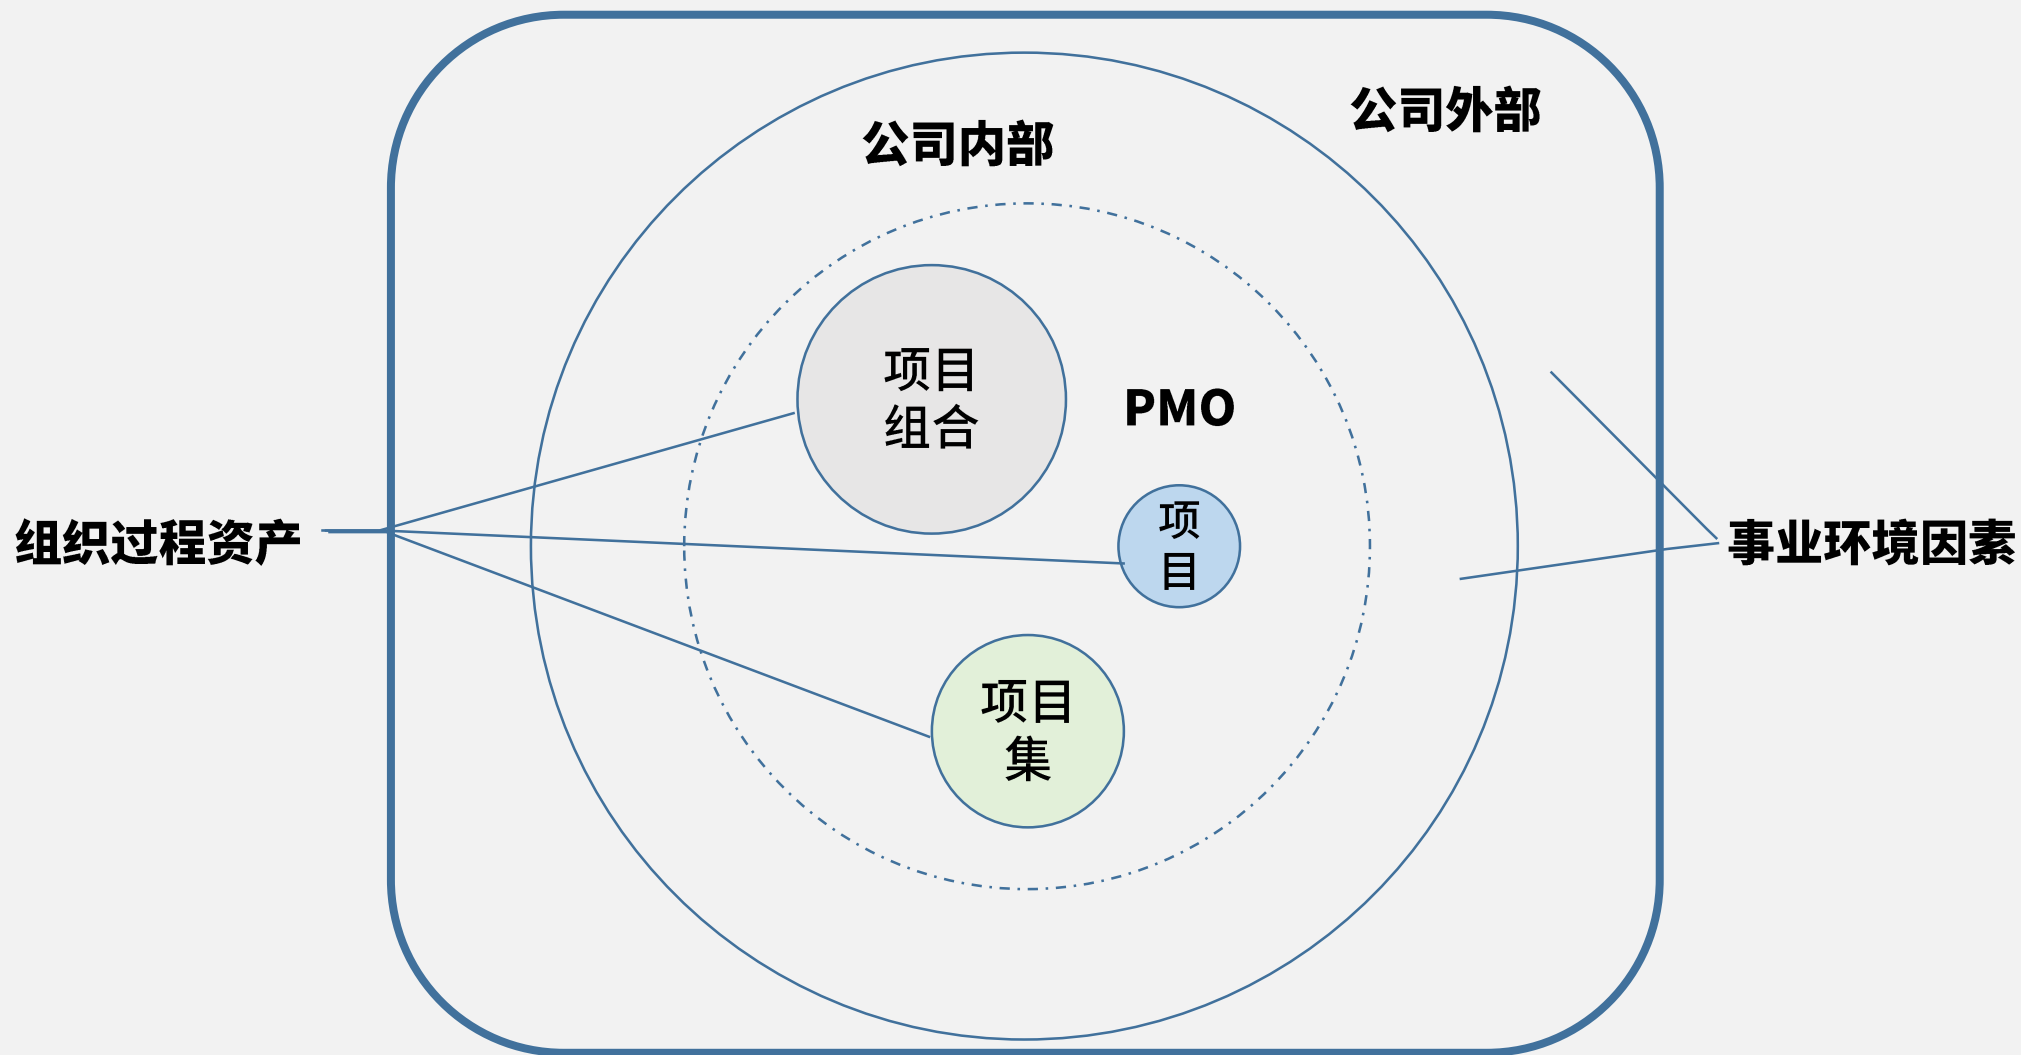 公司外部
公司内部
项目
组合
PMO
项
目
组织过程资产
事业环境因素
项目
集